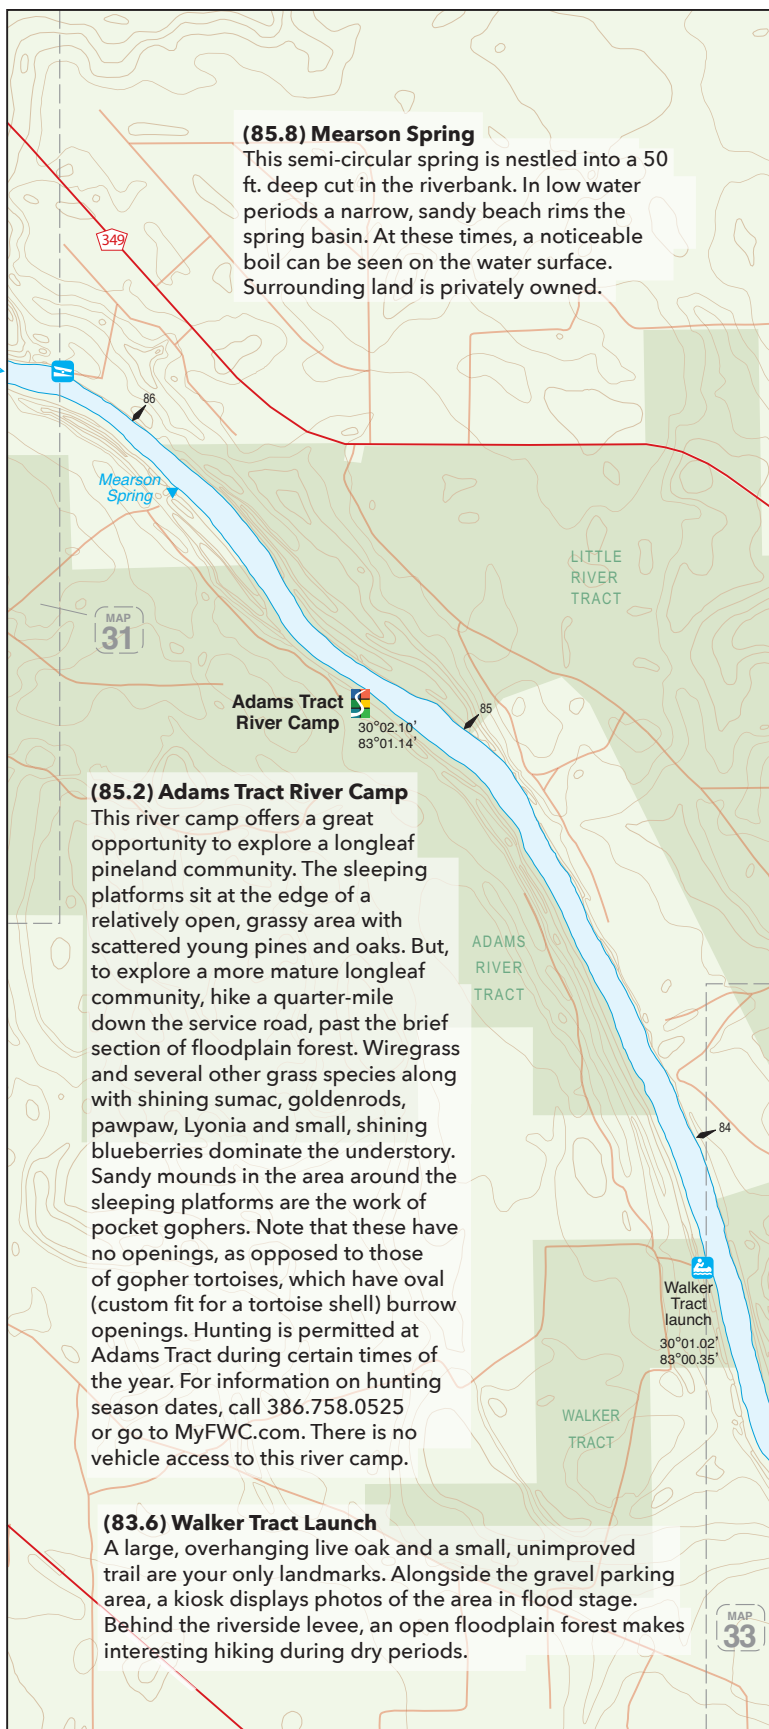 (85.8) Mearson Spring
This semi-circular spring is nestled into a 50
ft. deep cut in the riverbank. In low water
periods a narrow, sandy beach rims the
spring basin. At these times, a noticeable
boil can be seen on the water surface.
Surrounding land is privately owned.
349
86
Mearson
Spring
LITTLE
RIVER
TRACT
MAP
31
Adams Tract
River Camp
30°02.10'
83°01.14'
85
(85.2) Adams Tract River Camp
This river camp offers a great
opportunity to explore a longleaf
pineland community. The sleeping
platforms sit at the edge of a
relatively open, grassy area with
scattered young pines and oaks. But,
to explore a more mature longleaf
community, hike a quarter-mile
down the service road, past the brief
section of floodplain forest. Wiregrass
and several other grass species along
with shining sumac, goldenrods,
pawpaw, Lyonia and small, shining
blueberries dominate the understory.
Sandy mounds in the area around the
sleeping platforms are the work of
pocket gophers. Note that these have
no openings, as opposed to those
of gopher tortoises, which have oval
(custom fit for a tortoise shell) burrow
openings. Hunting is permitted at
Adams Tract during certain times of
the year. For information on hunting
season dates, call 386.758.0525
or go to MyFWC.com. There is no
vehicle access to this river camp.
ADAMS
RIVER
TRACT
84
Walker
Tract
launch
30°01.02'
83°00.35'
WALKER
TRACT
(83.6) Walker Tract Launch
A large, overhanging live oak and a small, unimproved
trail are your only landmarks. Alongside the gravel parking
area, a kiosk displays photos of the area in flood stage.
Behind the riverside levee, an open floodplain forest makes
interesting hiking during dry periods.
MAP
33